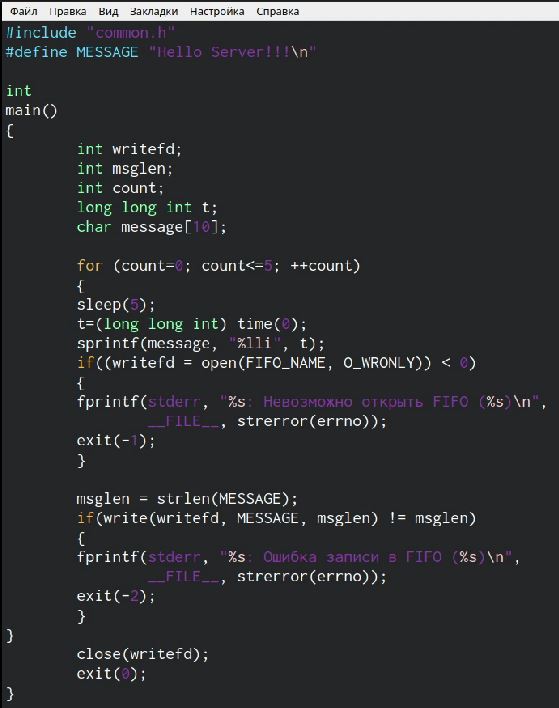 Файл Правка Вид Закладки Настройка Справка
#include "common.h"
#define MESSAGE "Hello Server!!!\n"
int
main()
{
int writefd;
int msglen;
int count;
long long int t;
char message[10];
for (count=0; count<=5; ++count)
{
sleep(5);
t=(long long int) time(0);
sprintf(message, "%lli", t);
if((writefd = open(FIFO_NAME, O_WRONLY)) < 0)
{
fprintf(stderr, "%s: Невозможно открыть FIFO (%s)\n",
__FILE__, strerror(errno));
exit(-1);
}
msglen = strlen(MESSAGE);
if(write(writefd, MESSAGE, msglen) != msglen)
{
fprintf(stderr, "%s: Ошибка записи в FIFO (%s)\n",
__FILE__, strerror(errno));
exit(-2);
}
}
close(writefd);
exit(0);
}